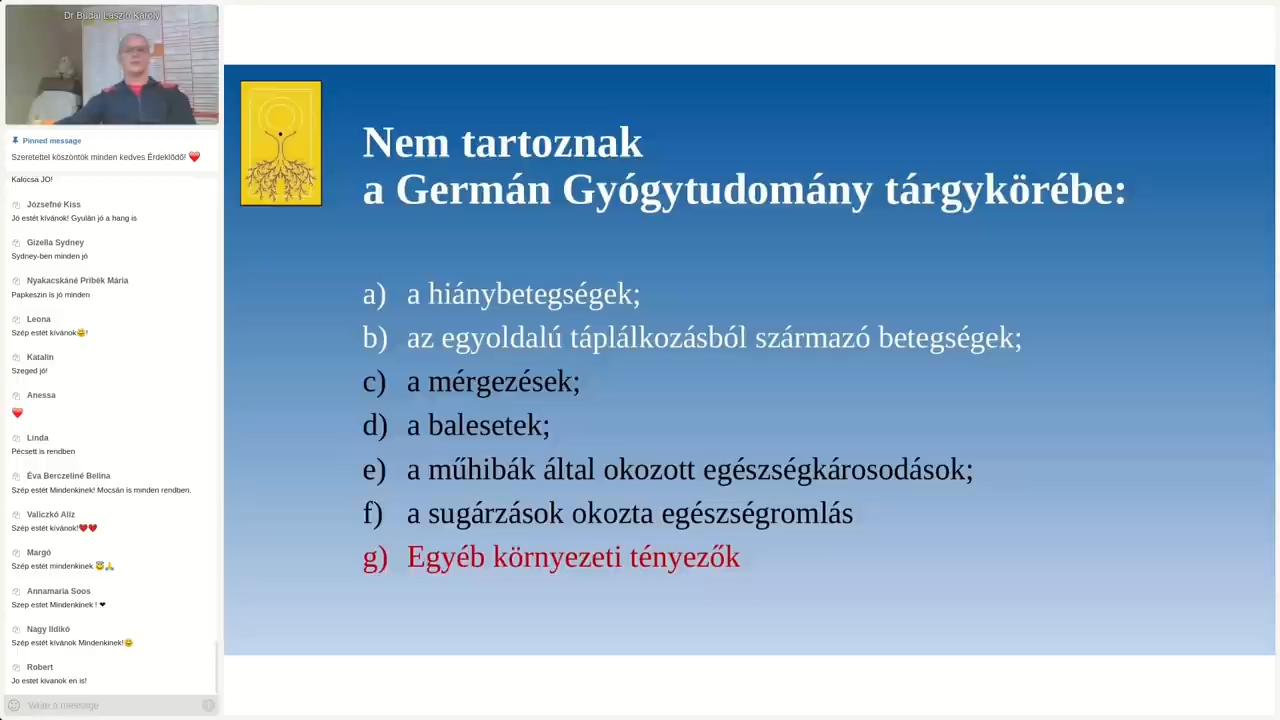 Dr Budai László Károly
Pinned message
Szeretettel köszöntök minden kedves Érdeklődő! ❤️
Kalocsa JO!
Józsefné Kiss
Jó estét kívánok! Gyulán jó a hang is
Gizella Sydney
Sydney-ben minden jó
Nyakacskáné Pribék Mária
Papkeszin is jó minden
Leona
Szép estét kívánok😊!
Katalin
Szeged jó!
Anessa
❤️
Linda
Pécsett is rendben
Éva Berczeliné Belina
Szép estét Mindenkinek! Mocsán is minden rendben.
Valiczkó Alíz
Szép estét kívánok!❤️❤️
Margó
Szép estét mindenkinek 😇🙏
Annamaria Soos
Szep estet Mindenkinek ! ❤
Nagy Ildikó
Szép estét kívánok Mindenkinek!😊
Robert
Jo estet kivanok en is!
Write a message
Nem tartoznak
a Germán Gyógytudomány tárgykörébe:
a) a hiánybetegségek;
b) az egyoldalú táplálkozásból származó betegségek;
c) a mérgezések;
d) a balesetek;
e) a műhibák által okozott egészségkárosodások;
f) a sugárzások okozta egészségromlás
g) Egyéb környezeti tényezők